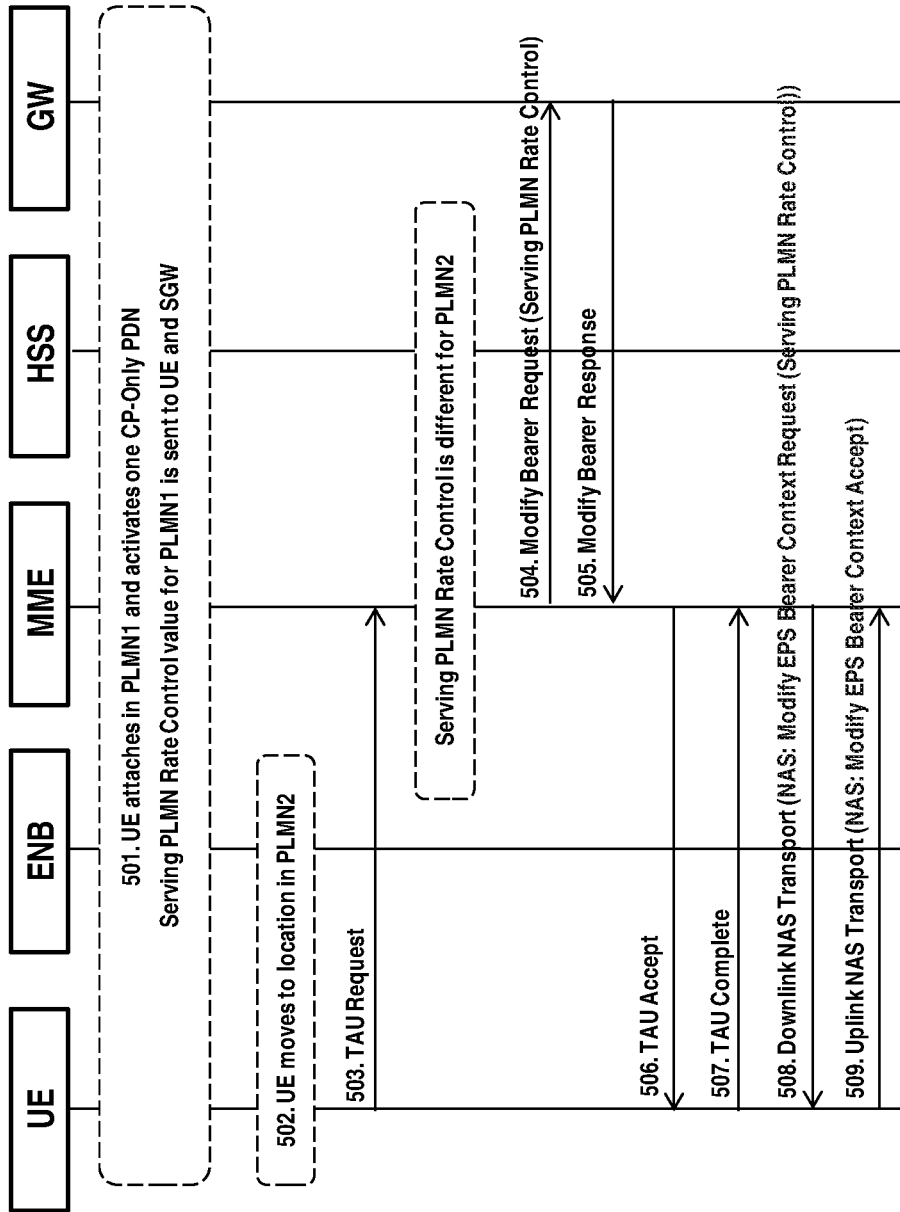 UE
ENB
MME
HSS
GW
501. UE attaches in PLMN1 and activates one CP-Only PDN
Serving PLMN Rate Control value for PLMN1 is sent to UE and SGW
502. UE moves to location in PLMN2
503. TAU Request
Serving PLMN Rate Control is different for PLMN2
504. Modify Bearer Request (Serving PLMN Rate Control)
505. Modify Bearer Response
506. TAU Accept
507. TAU Complete
508. Downlink NAS Transport (NAS: Modify EPS Bearer Context Request (Serving PLMN Rate Control))
509. Uplink NAS Transport (NAS: Modify EPS Bearer Context Accept)